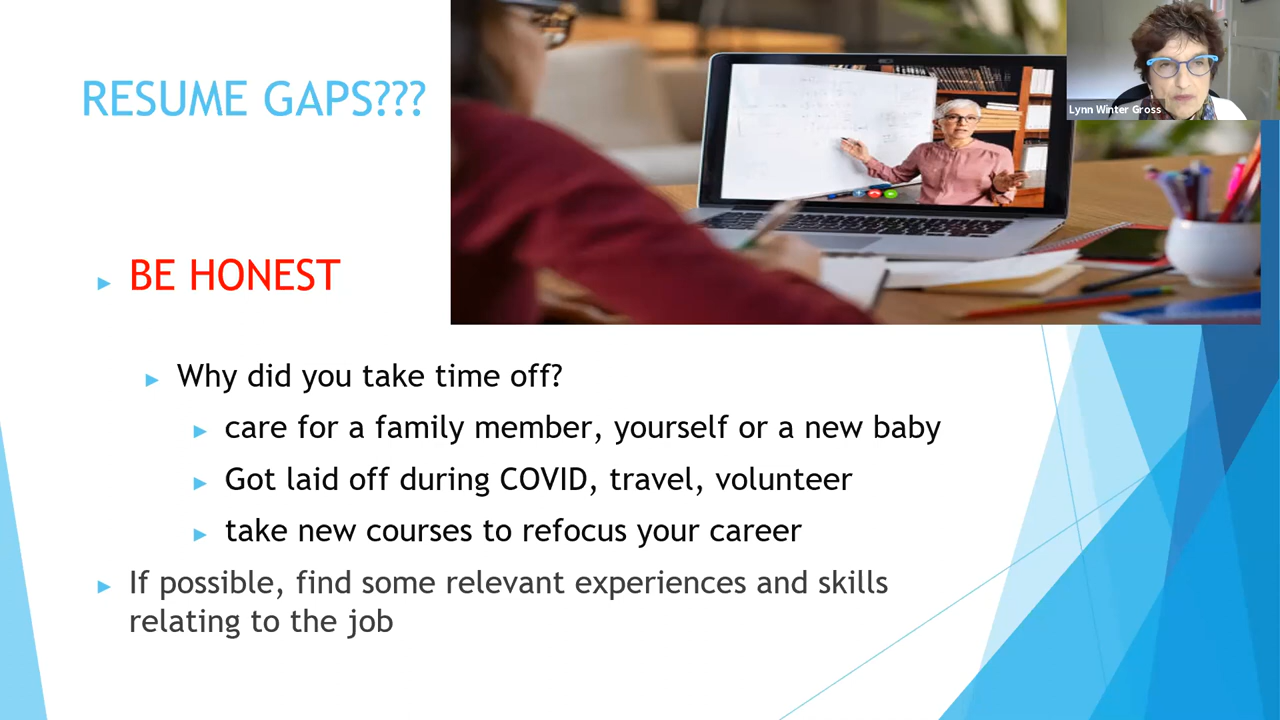 RESUME GAPS???
Lynn Winter Gross
BE HONEST
Why did you take time off?
care for a family member, yourself or a new baby
Got laid off during COVID, travel, volunteer
take new courses to refocus your career
If possible, find some relevant experiences and skills
relating to the job